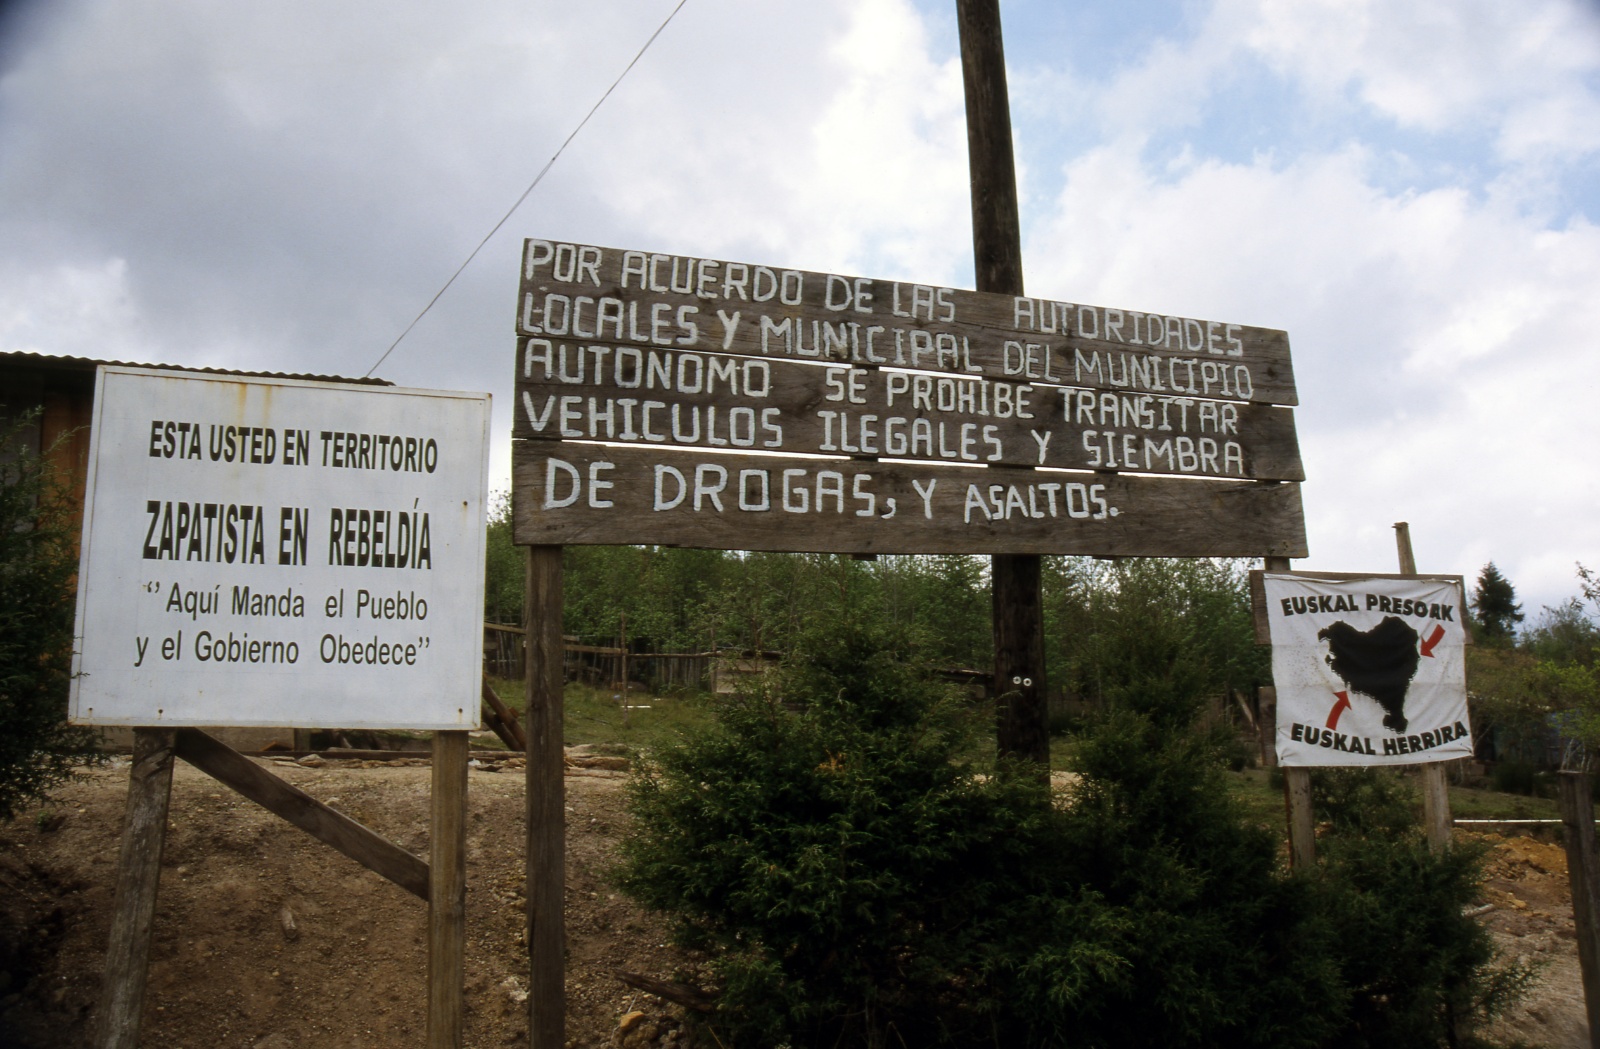 ESTA USTED EN TERRITORIO
ZAPATISTA EN REBELDÍA
“Aquí Manda el Pueblo
y el Gobierno Obedece”
POR ACUERDO DE LAS AUTORIDADES
LOCALES Y MUNICIPAL DEL MUNICIPIO
AUTONOMO SE PROHIBE TRANSITAR
VEHICULOS ILEGALES Y SIEMBRA
DE DROGAS, Y ASALTOS.
EUSKAL PRESOAK
EUSKAL HERRIRA